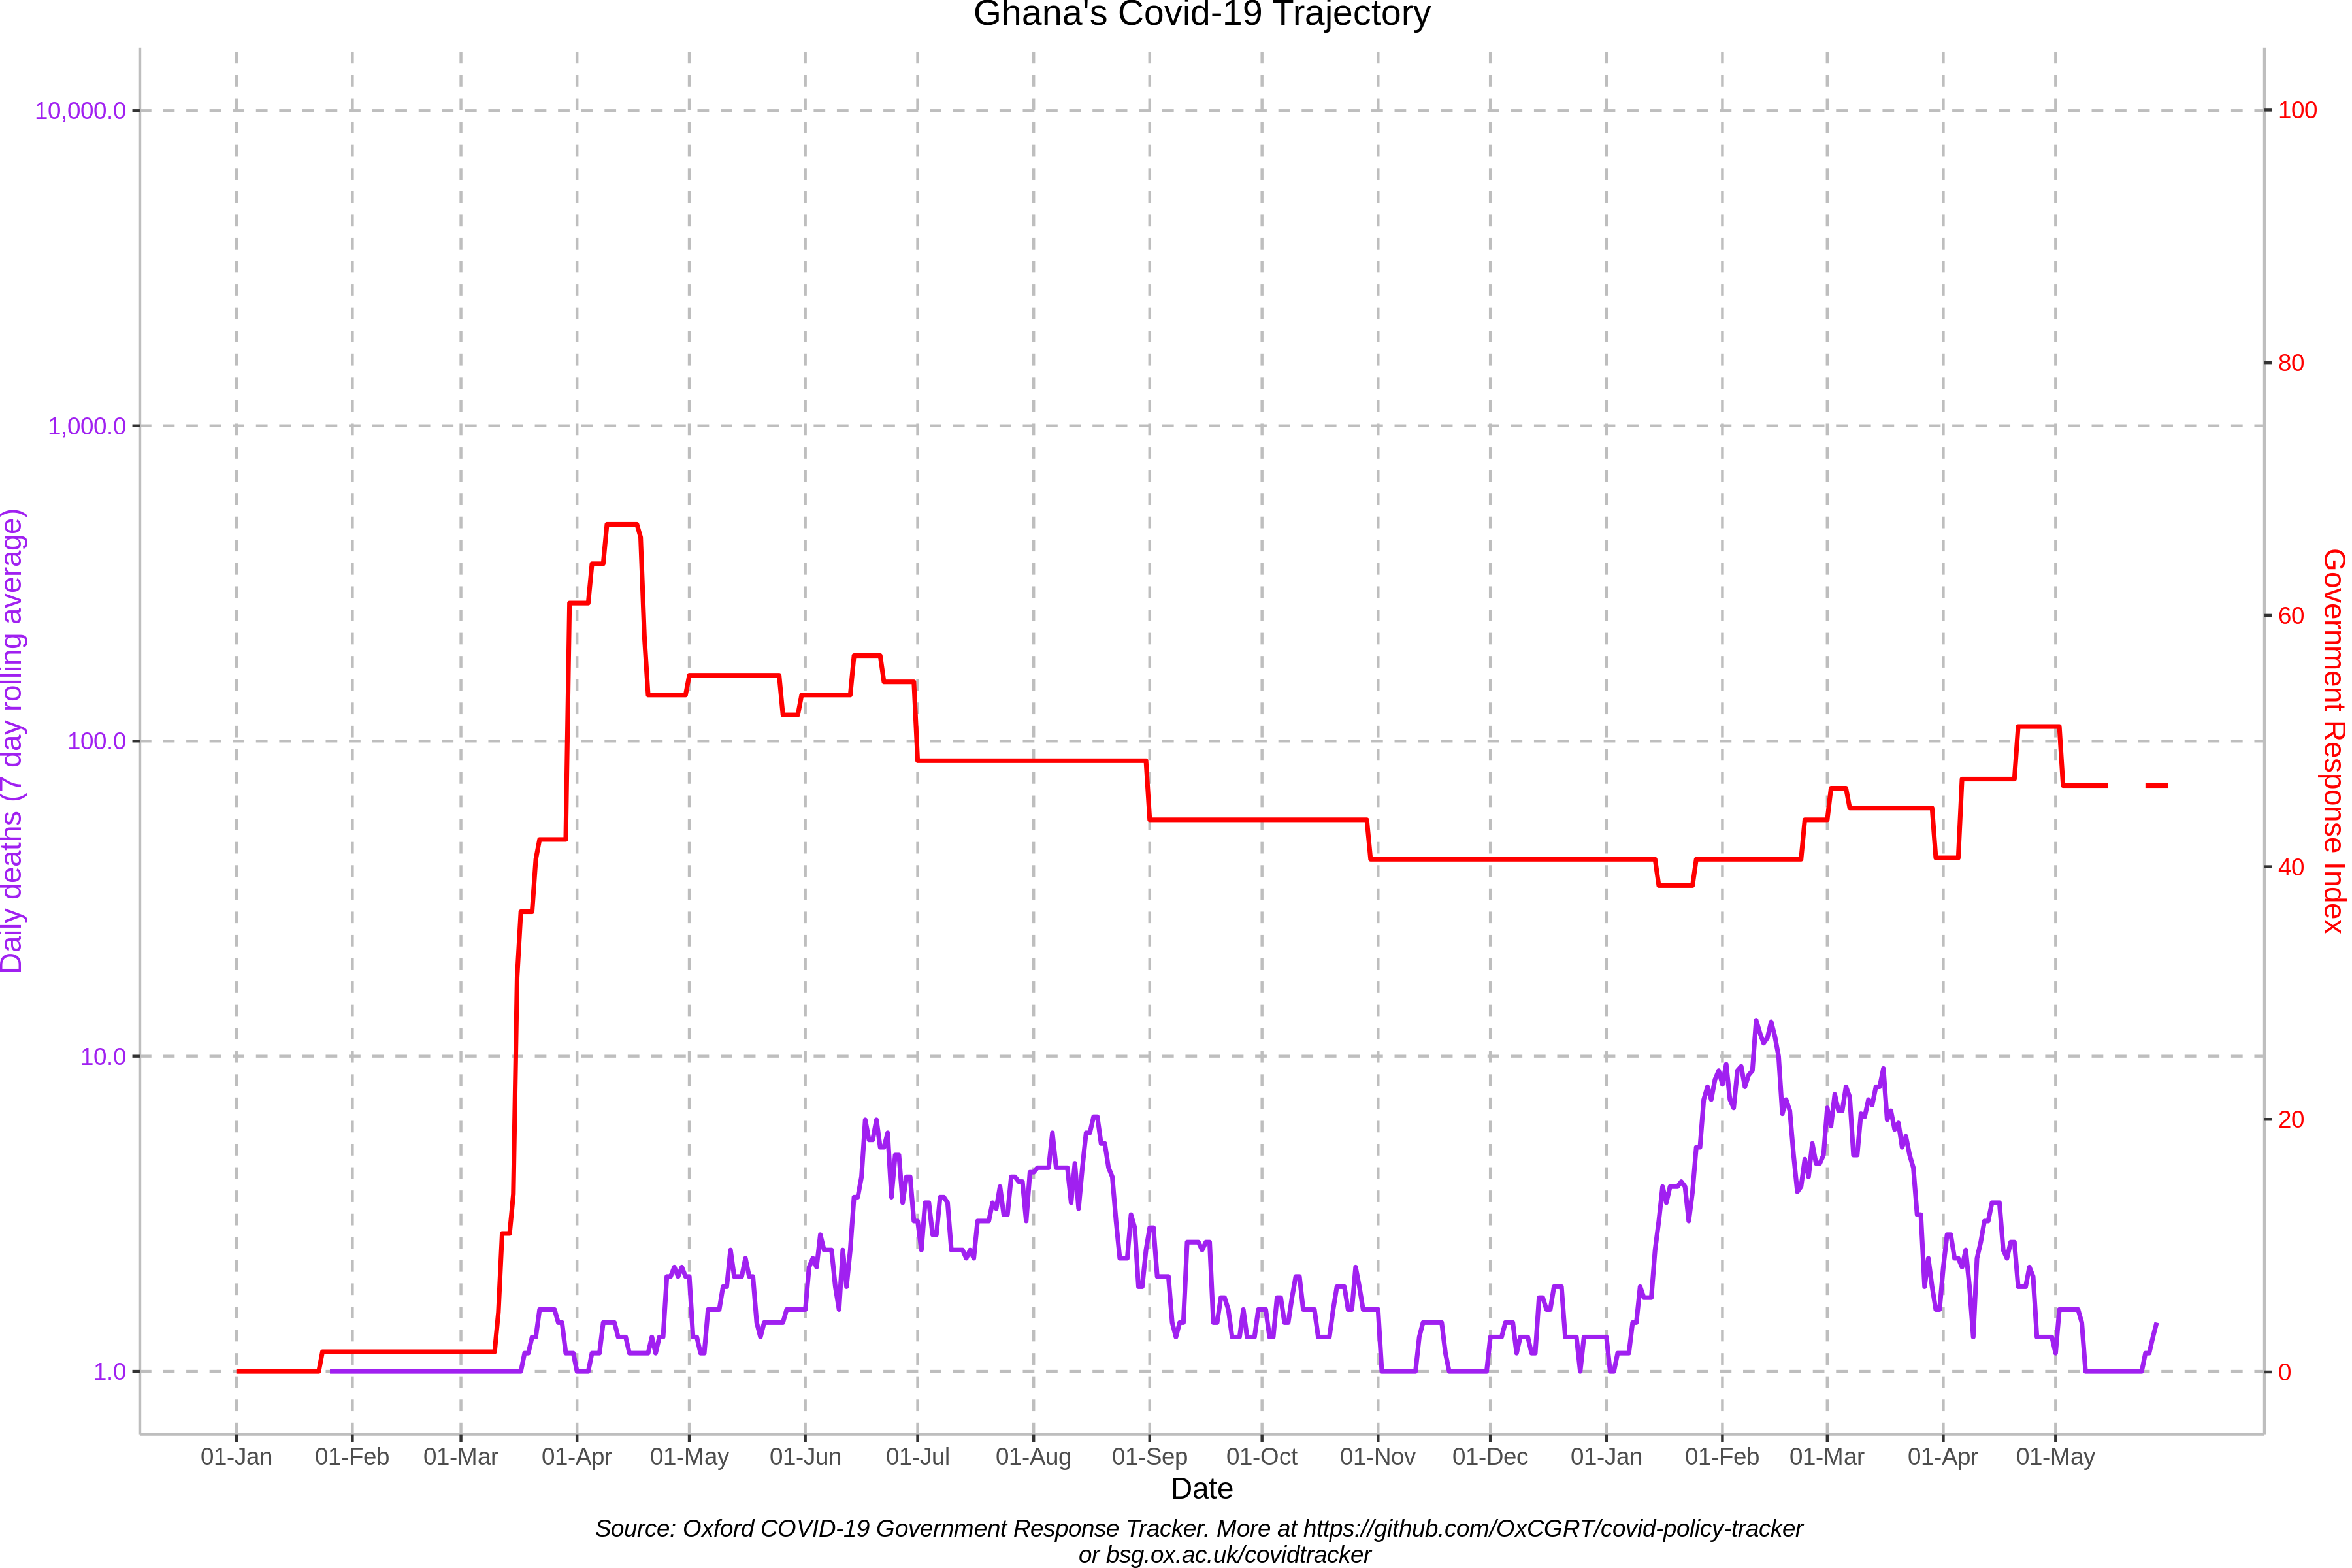 Ghana's Covid-19 Trajectory
10,000.0
1,000.0
100.0
10.0
1.0
Daily deaths (7 day rolling average)
100
80
60
40
20
0
Government Response Index
01-Jan 01-Feb 01-Mar 01-Apr 01-May 01-Jun 01-Jul 01-Aug 01-Sep 01-Oct 01-Nov 01-Dec 01-Jan 01-Feb 01-Mar 01-Apr 01-May
Date
Source: Oxford COVID-19 Government Response Tracker. More at https://github.com/OxCGRT/covid-policy-tracker
or bsg.ox.ac.uk/covidtracker